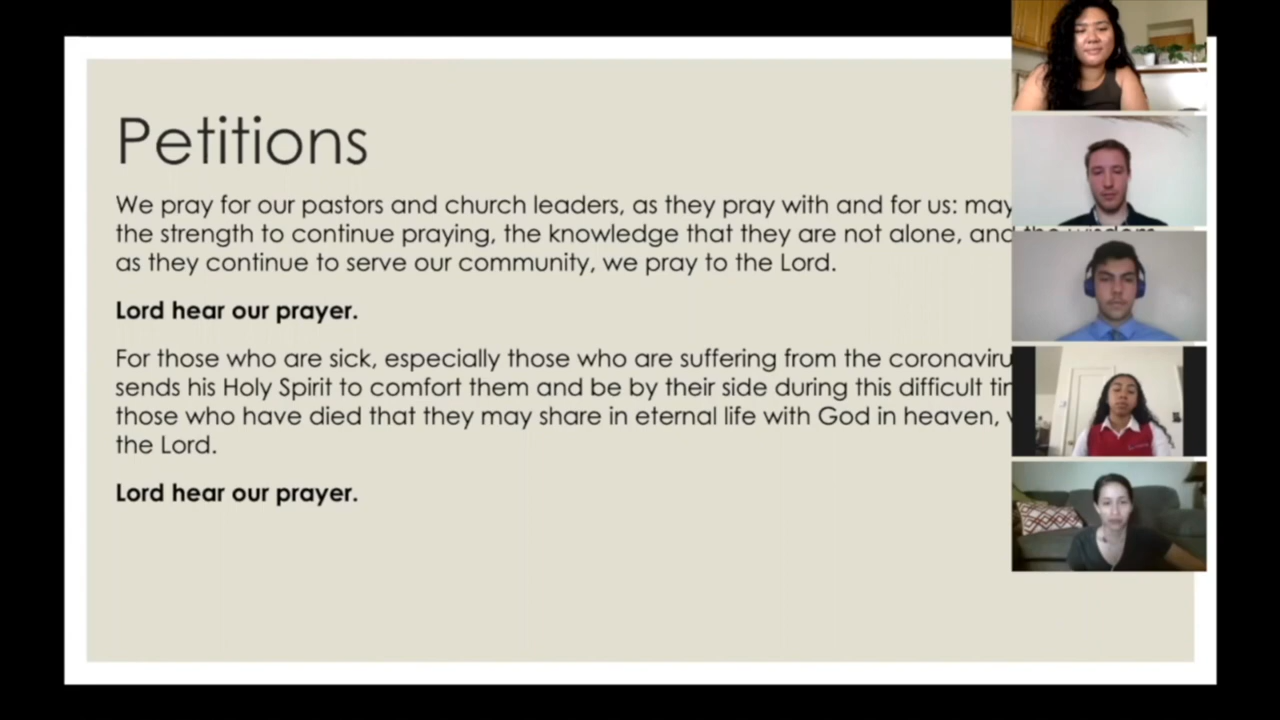 Petitions
We pray for our pastors and church leaders, as they pray with and for us: may
the strength to continue praying, the knowledge that they are not alone, and the wisdom
as they continue to serve our community, we pray to the Lord.
Lord hear our prayer.
For those who are sick, especially those who are suffering from the
sends his Holy Spirit to comfort them and be by their side during this difficult
those who have died that they may share in eternal life with God in heaven,
the Lord.
Lord hear our prayer.